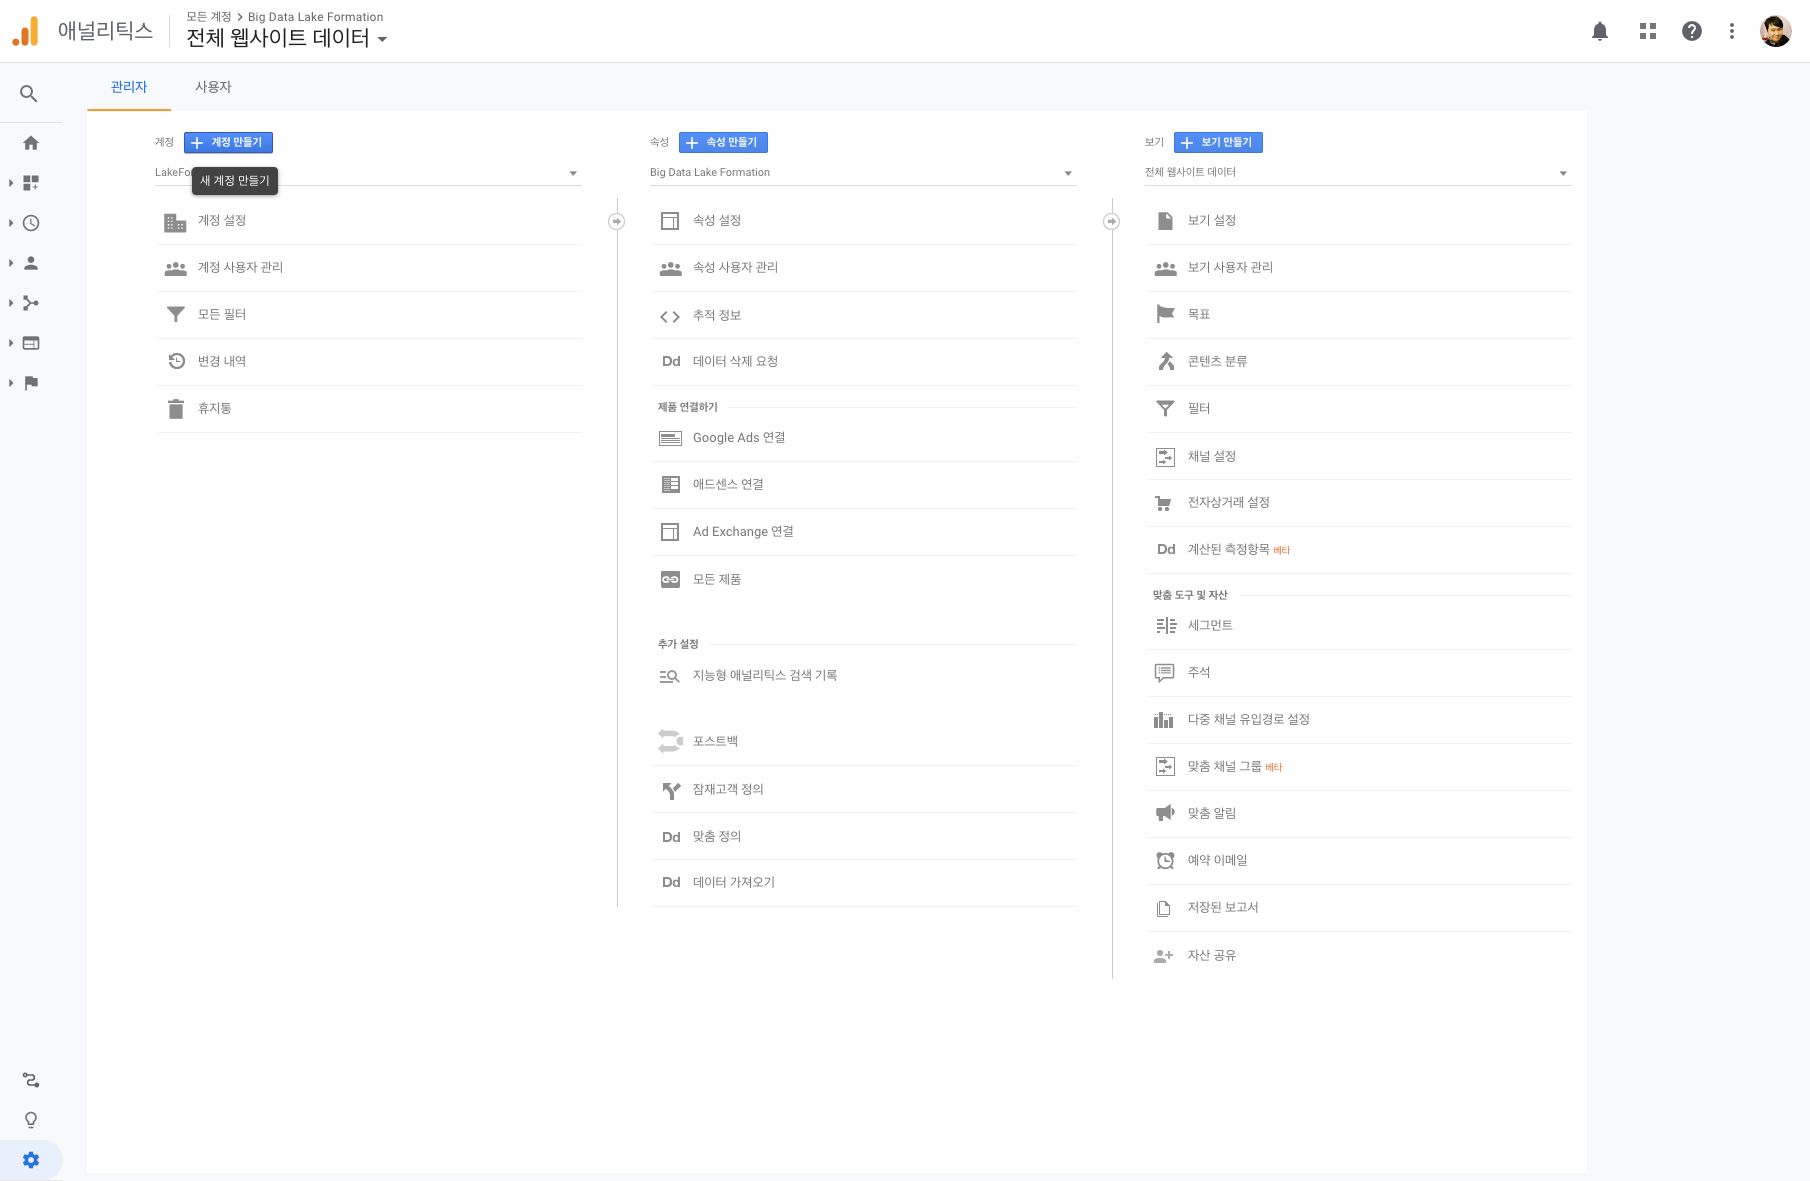 애널리틱스
모든 계정 > Big Data Lake Formation
전체 웹사이트 데이터
관리자
사용자
계정
계정 만들기
새 계정 만들기
계정 설정
계정 사용자 관리
모든 필터
변경 내역
휴지통
속성
속성 만들기
Big Data Lake Formation
속성 설정
속성 사용자 관리
추적 정보
Dd 데이터 삭제 요청
제품 연결하기
Google Ads 연결
애드센스 연결
Ad Exchange 연결
모든 제품
추가 설정
지능형 애널리틱스 검색 기록
포스트백
잠재고객 정의
Dd 맞춤 정의
Dd 데이터 가져오기
보기
보기 만들기
전체 웹사이트 데이터
보기 설정
보기 사용자 관리
목표
콘텐츠 분류
필터
채널 설정
전자상거래 설정
Dd 계산된 측정항목 베타
맞춤 도구 및 자산
세그먼트
주석
다중 채널 유입경로 설정
맞춤 채널 그룹 베타
맞춤 알림
예약 이메일
저장된 보고서
자산 공유